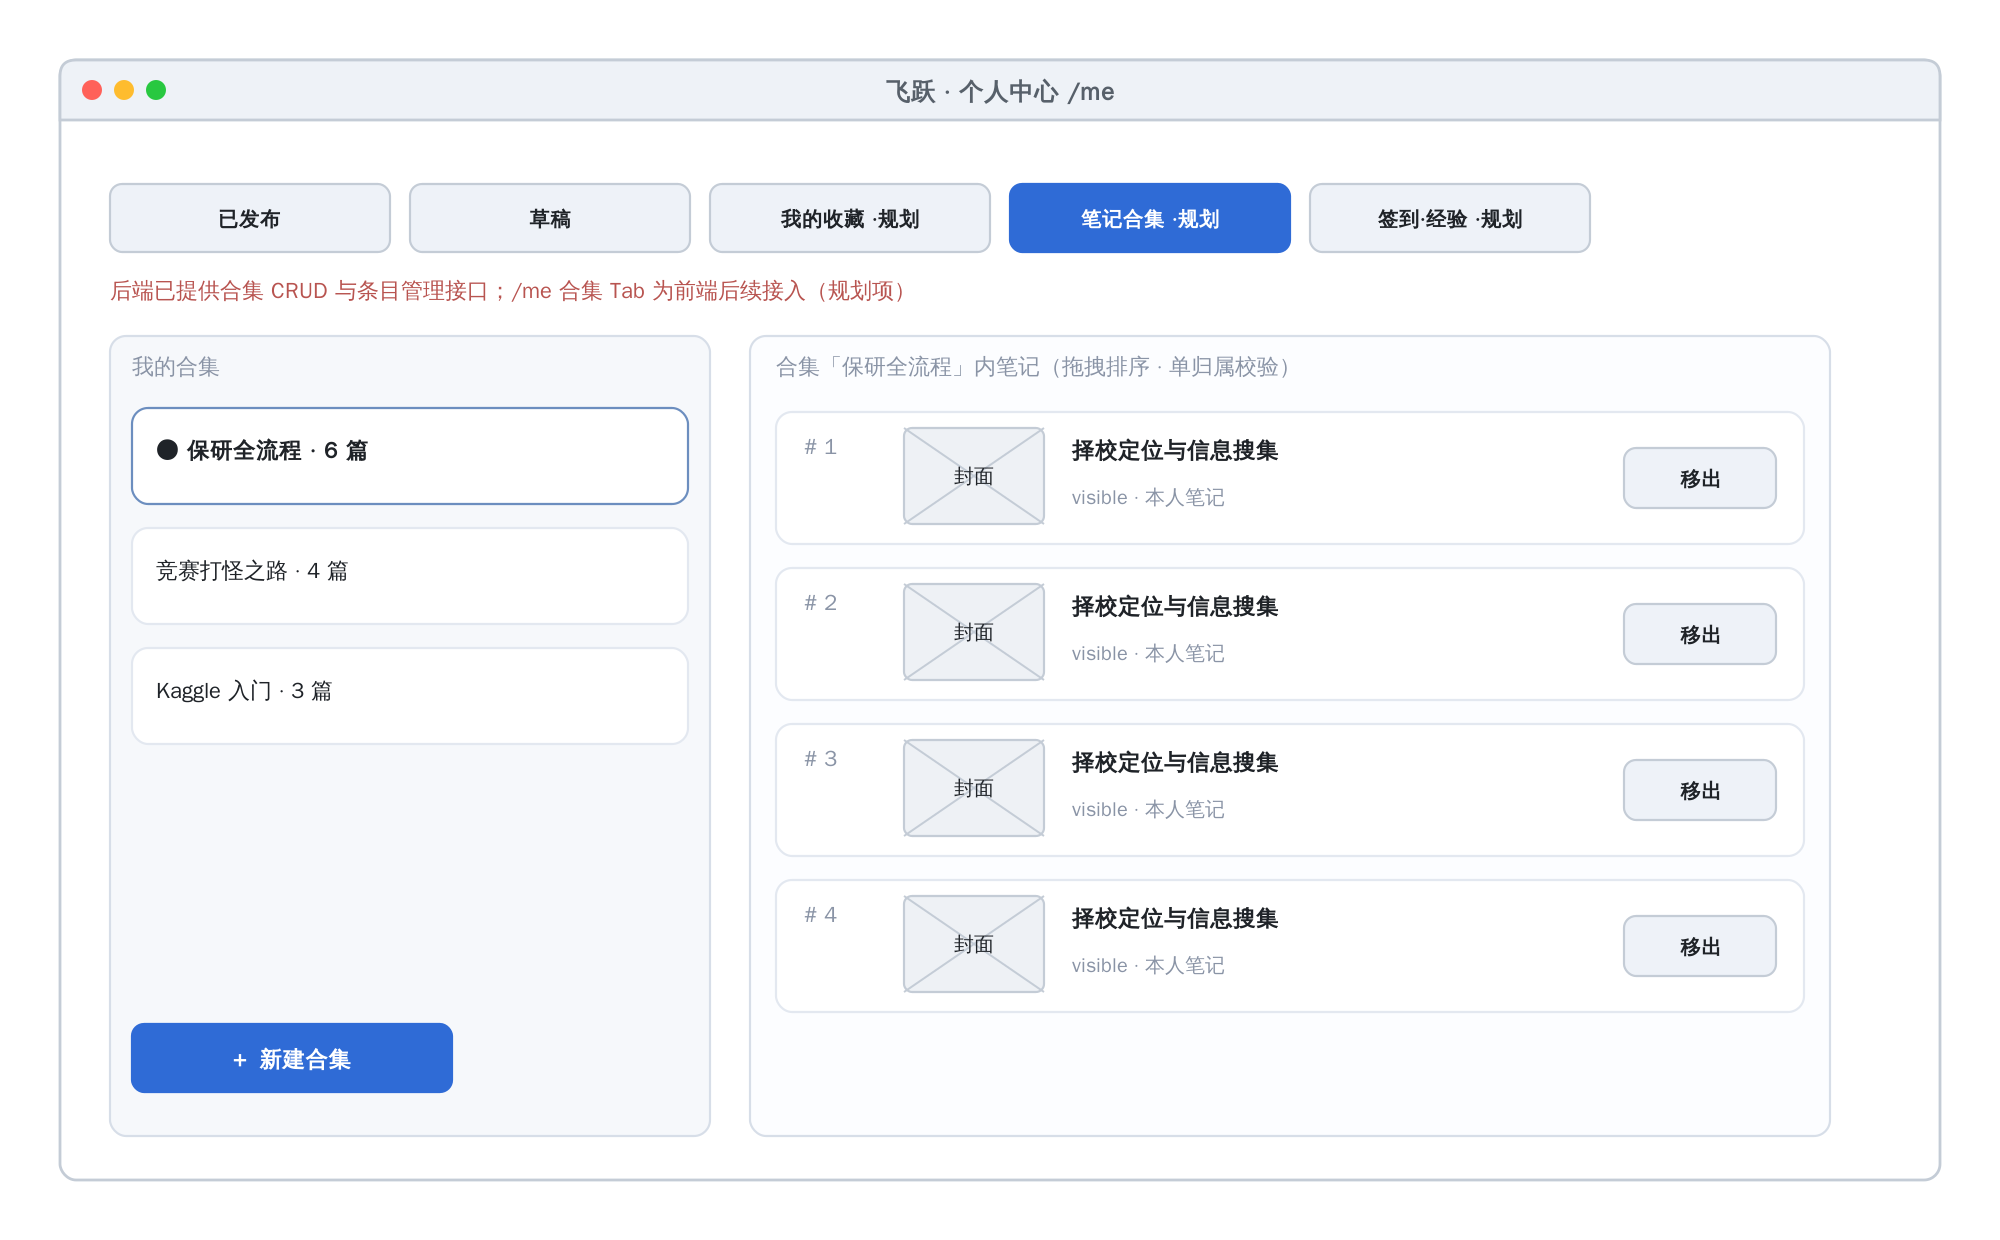 飞跃 · 个人中心 /me
已发布
草稿
我的收藏 ·规划
笔记合集 ·规划
签到·经验 ·规划
后端已提供合集 CRUD 与条目管理接口；/me 合集 Tab 为前端后续接入（规划项）
我的合集
● 保研全流程 · 6 篇
竞赛打怪之路 · 4 篇
Kaggle 入门 · 3 篇
+ 新建合集
合集「保研全流程」内笔记（拖拽排序 · 单归属校验）
# 1
封面
择校定位与信息搜集
visible · 本人笔记
移出
# 2
封面
择校定位与信息搜集
visible · 本人笔记
移出
# 3
封面
择校定位与信息搜集
visible · 本人笔记
移出
# 4
封面
择校定位与信息搜集
visible · 本人笔记
移出